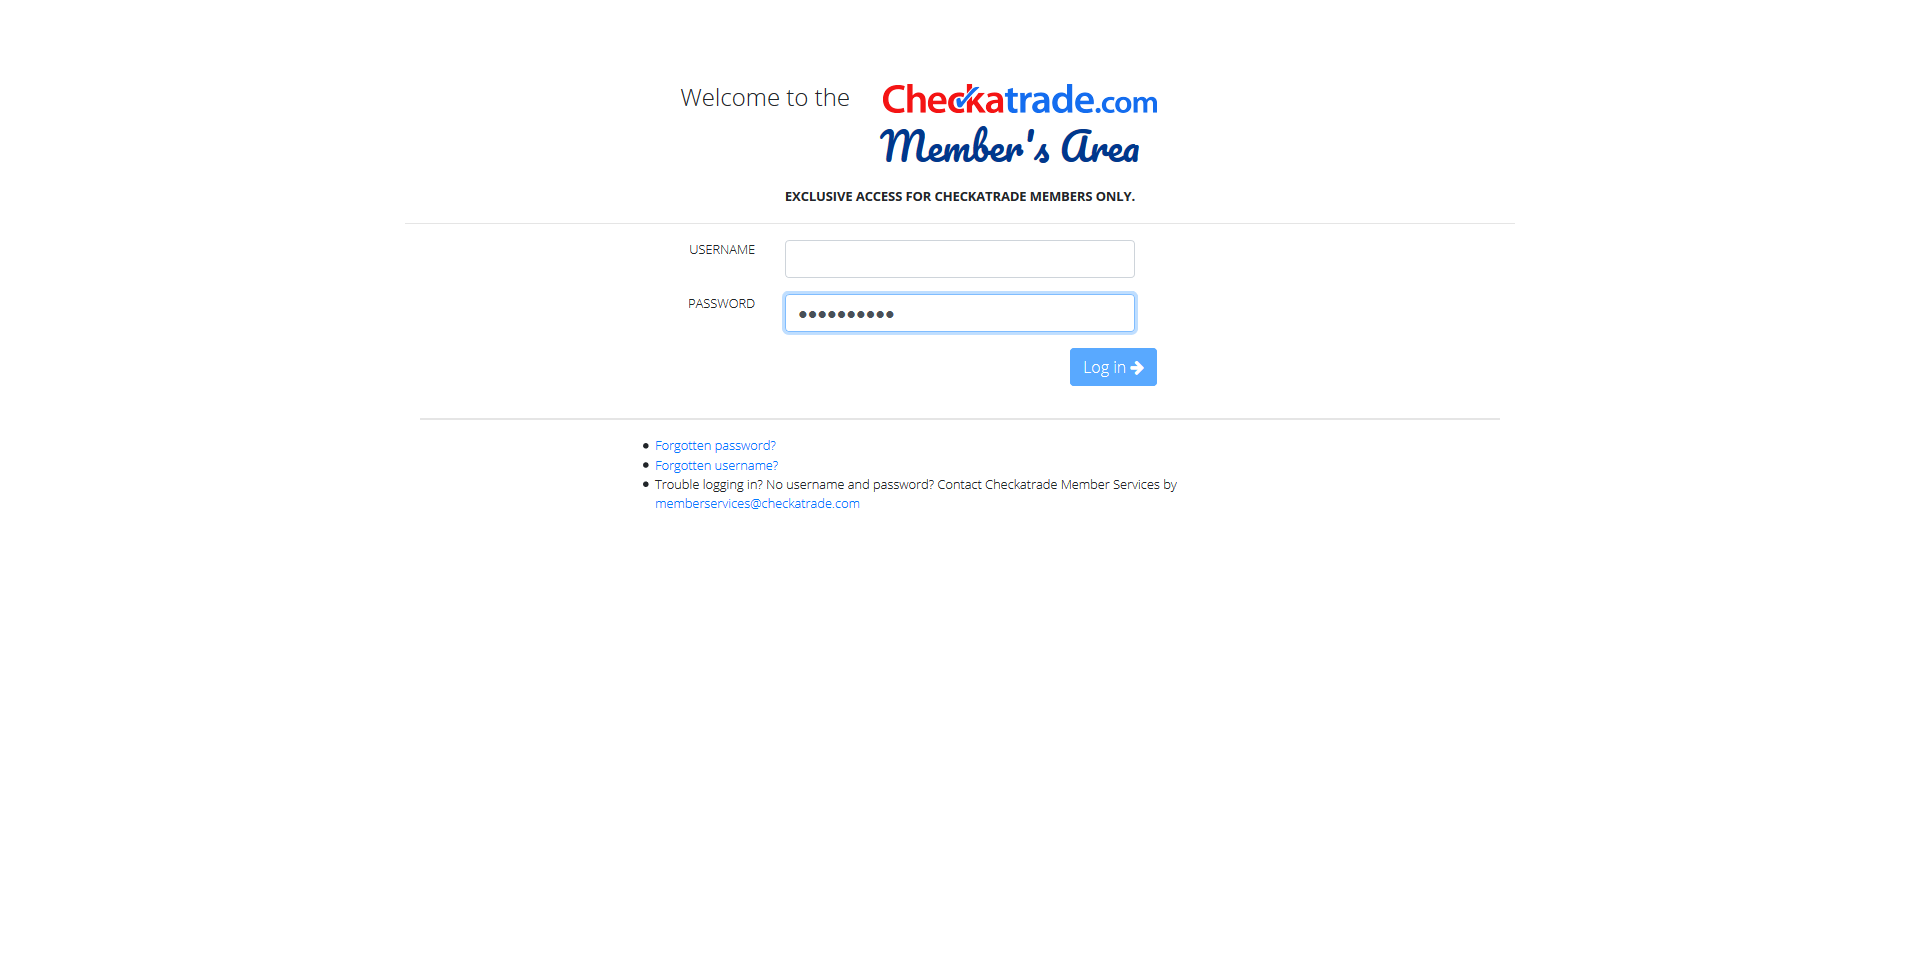 Welcome to the Checkatrade.com
Member's Area
EXCLUSIVE ACCESS FOR CHECKATRADE MEMBERS ONLY.
USERNAME
PASSWORD ●●●●●●●●●●
Log in
Forgotten password?
Forgotten username?
Trouble logging in? No username and password? Contact Checkatrade Member Services by
memberservices@checkatrade.com